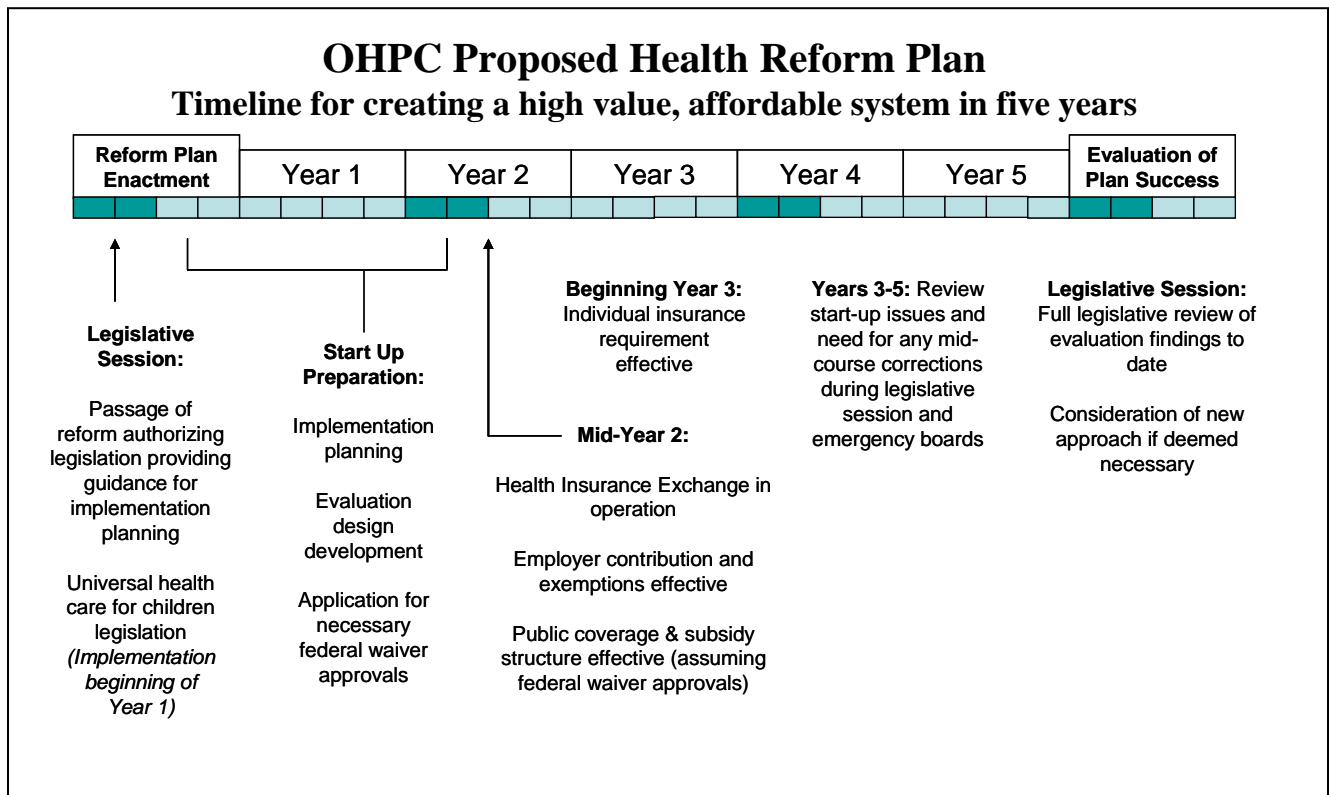 OHPC Proposed Health Reform Plan
Timeline for creating a high value, affordable system in five years
Reform Plan
Enactment
Year 1
Year 2
Year 3
Year 4
Year 5
Evaluation of
Plan Success
Legislative
Session:
Passage of
reform authorizing
legislation providing
guidance for
implementation
planning
Universal health
care for children
legislation
(Implementation
beginning of
Year 1)
Start Up
Preparation:
Implementation
planning
Evaluation
design
development
Application for
necessary
federal waiver
approvals
Mid-Year 2:
Health Insurance Exchange in
operation
Employer contribution and
exemptions effective
Public coverage & subsidy
structure effective (assuming
federal waiver approvals)
Beginning Year 3:
Individual insurance
requirement
effective
Years 3-5: Review
start-up issues and
need for any mid-
course corrections
during legislative
session and
emergency boards
Legislative Session:
Full legislative review of
evaluation findings to
date
Consideration of new
approach if deemed
necessary